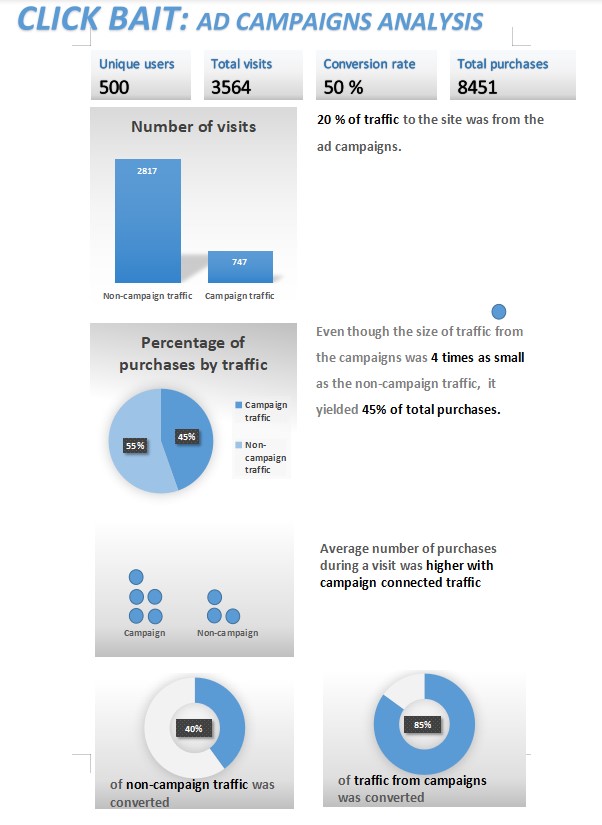 CLICK BAIT: AD CAMPAIGNS ANALYSIS
Unique users
500
Total visits
3564
Conversion rate
50 %
Total purchases
8451
Number of visits
2817
747
Non-campaign traffic
Campaign traffic
20 % of traffic to the site was from the
ad campaigns.
Percentage of
purchases by traffic
55%
45%
Campaign
traffic
Non-
campaign
traffic
Even though the size of traffic from
the campaigns was 4 times as small
as the non-campaign traffic, it
yielded 45% of total purchases.
Campaign
Non-campaign
Average number of purchases
during a visit was higher with
campaign connected traffic
40%
of non-campaign traffic was
converted
85%
of traffic from campaigns
was converted